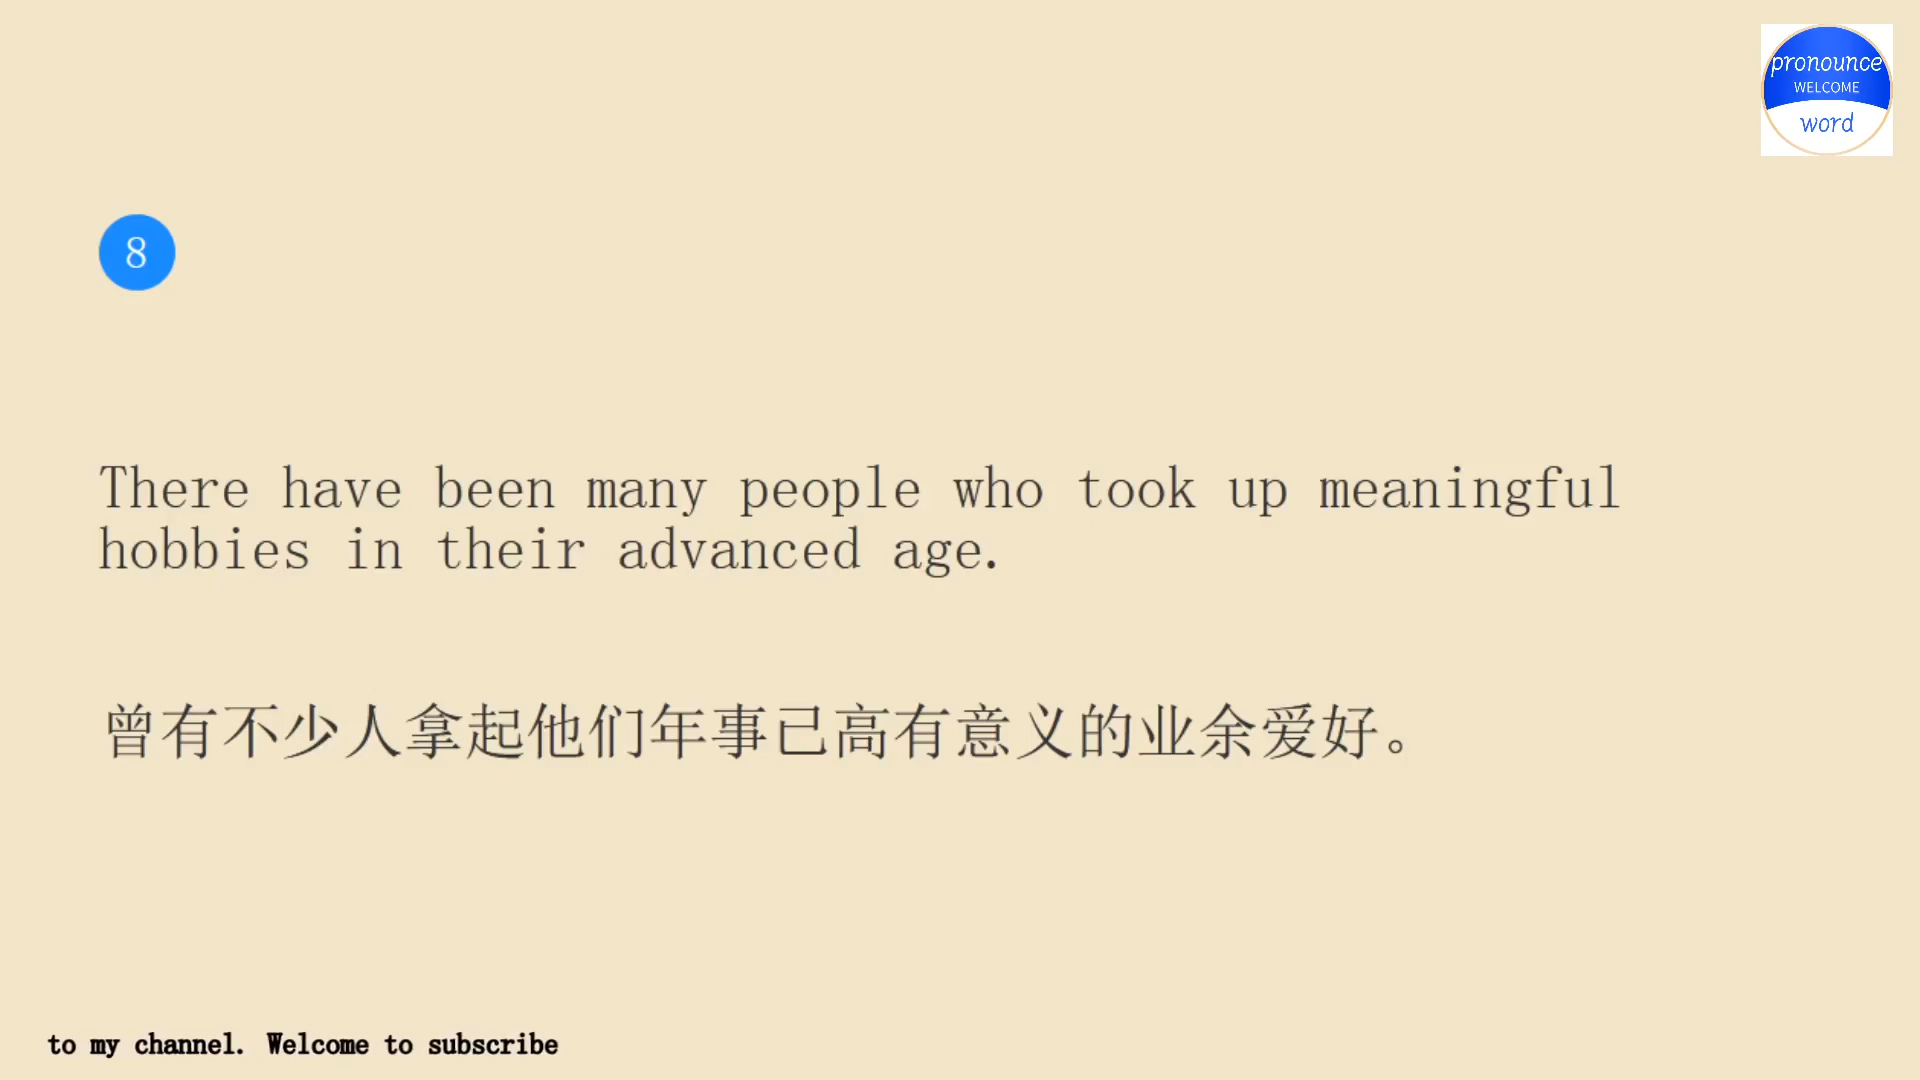 pronounce
WELCOME
word
8
There have been many people who took up meaningful
hobbies in their advanced age.
曾有不少人拿起他们年事已高有意义的业余爱好。
to my channel. Welcome to subscribe